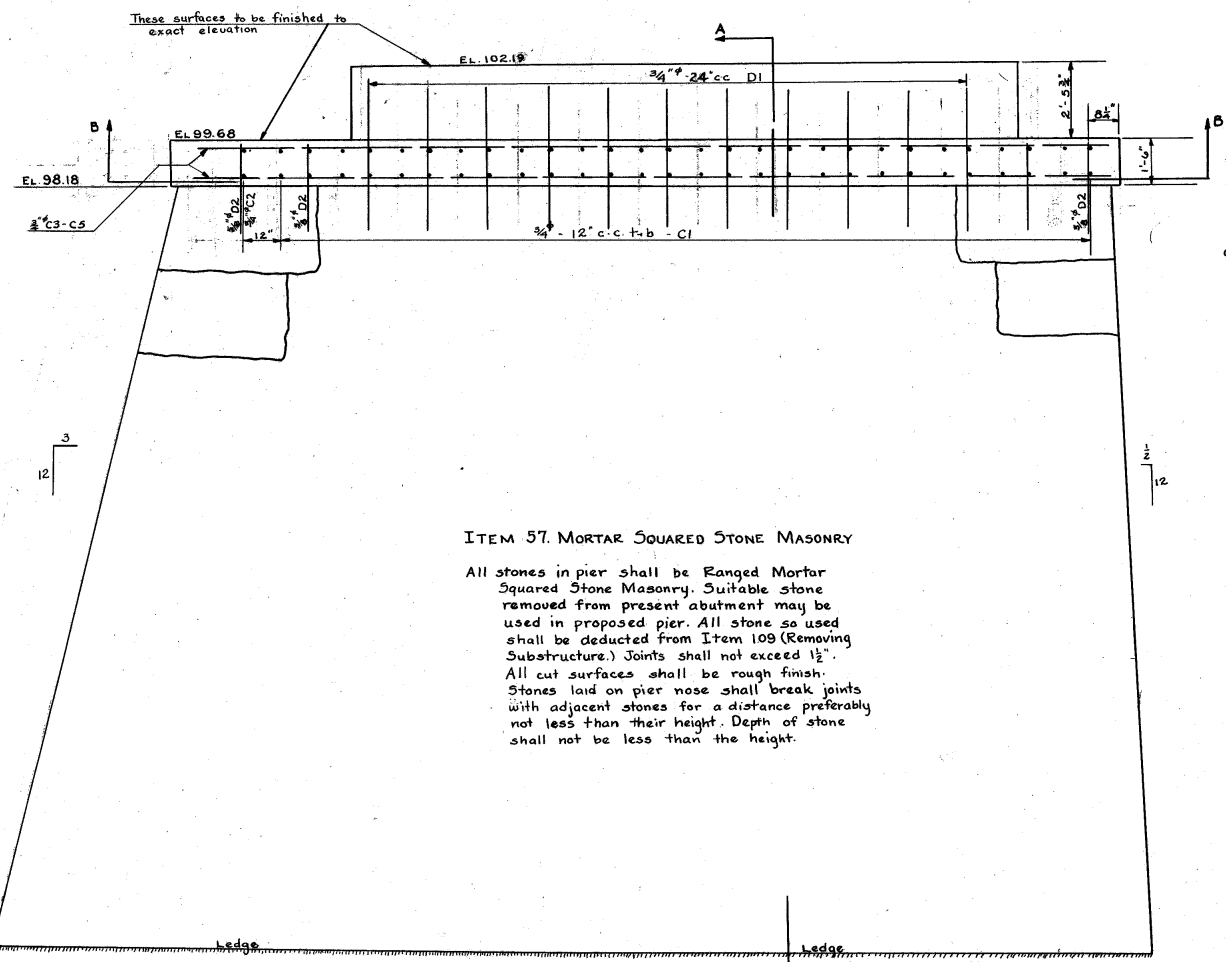 These surfaces to be finished to
exact elevation
A
EL. 102.19
3/4"ϕ-24"cc D1
2'-5 3/4"
8 1/4"
B
B
EL 99.68
1'-6"
EL. 98.18
3/4"ϕ C3-C5
D2
3/4"ϕ C2
D2
12"
3/4"ϕ - 12" c.c. t+b - C1
D2
3
12
1/2
12
ITEM 57. MORTAR SQUARED STONE MASONRY
All stones in pier shall be Ranged Mortar
Squared Stone Masonry. Suitable stone
removed from present abutment may be
used in proposed pier. All stone so used
shall be deducted from Item 109 (Removing
Substructure.) Joints shall not exceed 1 1/2".
All cut surfaces shall be rough finish.
Stones laid on pier nose shall break joints
with adjacent stones for a distance preferably
not less than their height. Depth of stone
shall not be less than the height.
Ledge
Ledge